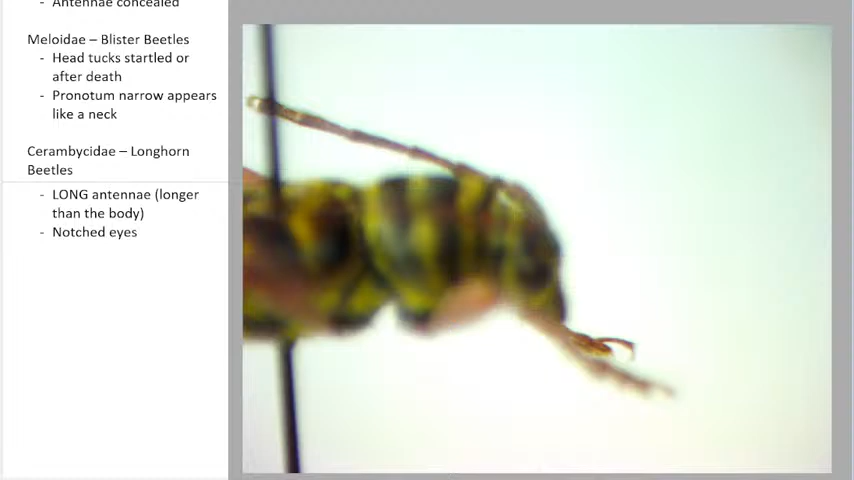 - Antennae concealed
Meloidae – Blister Beetles
- Head tucks startled or
after death
- Pronotum narrow appears
like a neck
Cerambycidae – Longhorn
Beetles
- LONG antennae (longer
than the body)
- Notched eyes